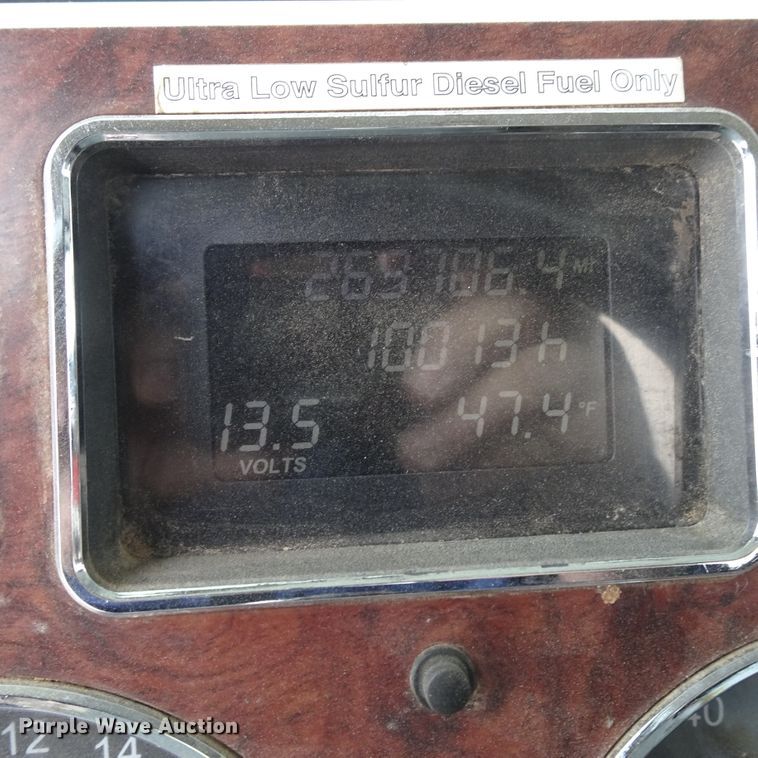 Ultra Low Sulfur Diesel Fuel Only
269106.4 MI
10013 h
13.5 47.4 °F
VOLTS
40
Purple Wave Auction
12 14